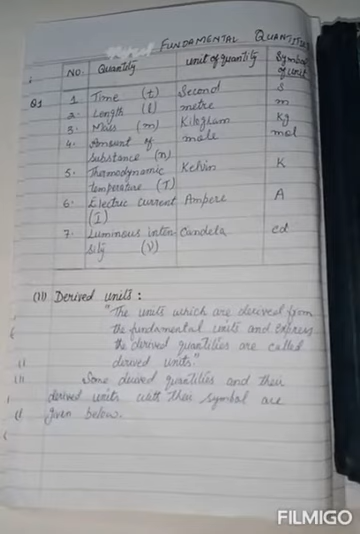 FUNDAMENTAL QUANTITIES
NO. Quantity unit of quantity Symbol of unit
Q1 1. Time (t) Second s
2. Length (l) metre m
3. Mass (m) Kilogram kg
4. Amount of mole mol
substance (n)
5. Thermodynamic Kelvin K
temperature (T)
6. Electric current Ampere A
(I)
7. Luminous inten- Candela cd
sity (V)
(II) Derived units :
"The units which are derived from
the fundamental units and express
the derived quantities are called
derived units."
Some derived quantities and their
derived units with their symbol are
given below.
FILMIGO